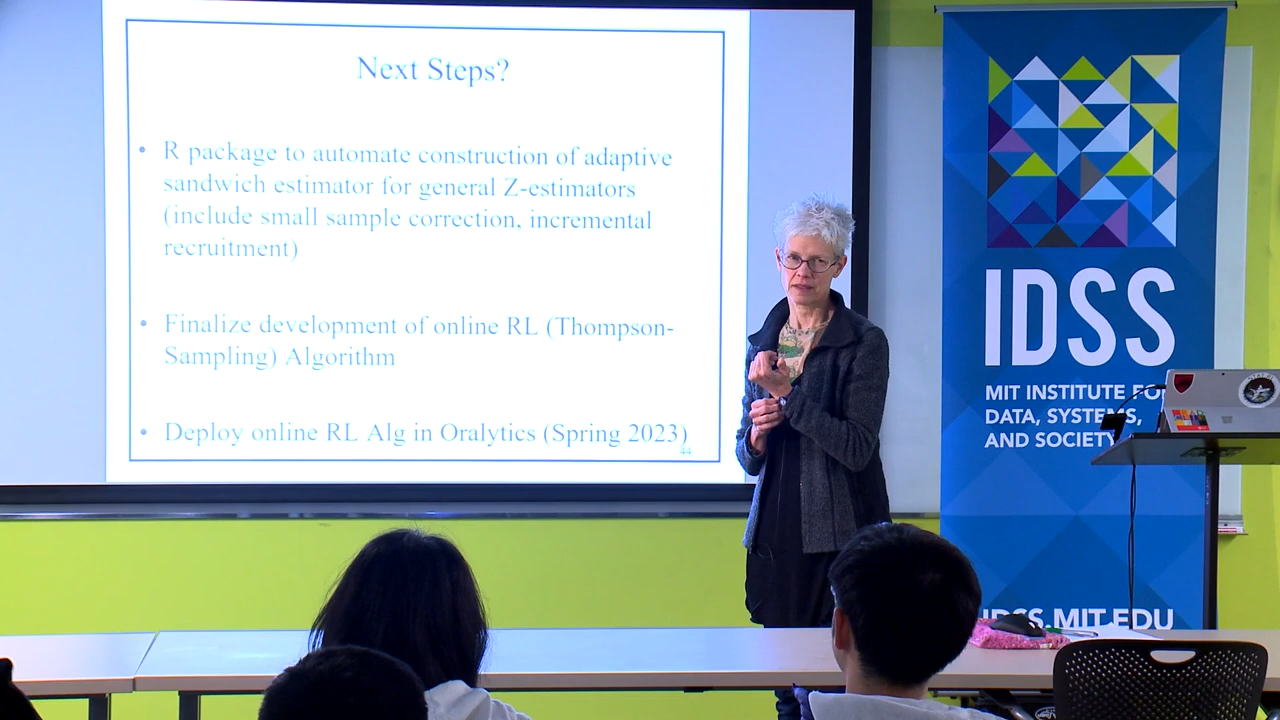 Next Steps?
• R package to automate construction of adaptive
sandwich estimator for general Z-estimators
(include small sample correction, incremental
recruitment)
• Finalize development of online RL (Thompson-
Sampling) Algorithm
• Deploy online RL Alg in Oralytics (Spring 2023)
44
IDSS
MIT INSTITUTE FO
DATA, SYSTEMS,
AND SOCIETY
IDSS.MIT.EDU